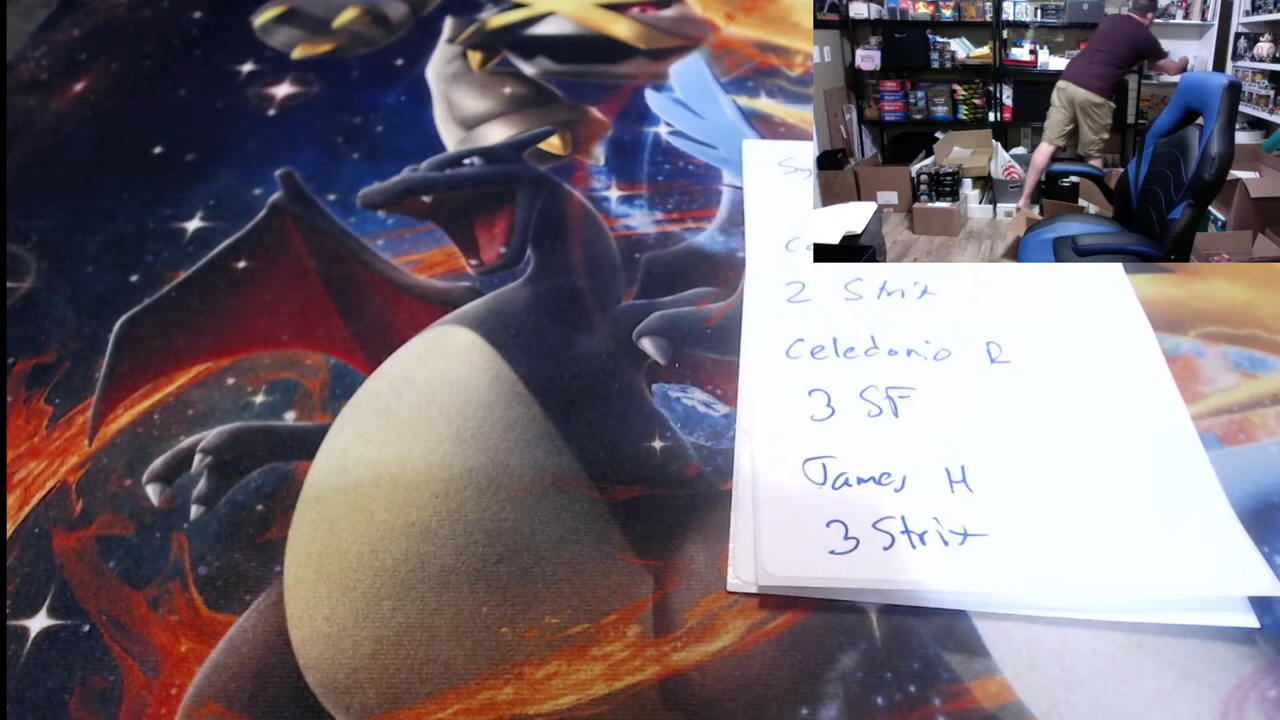 2 Strix
Celedonio R
3 SF
James H
3 Strix